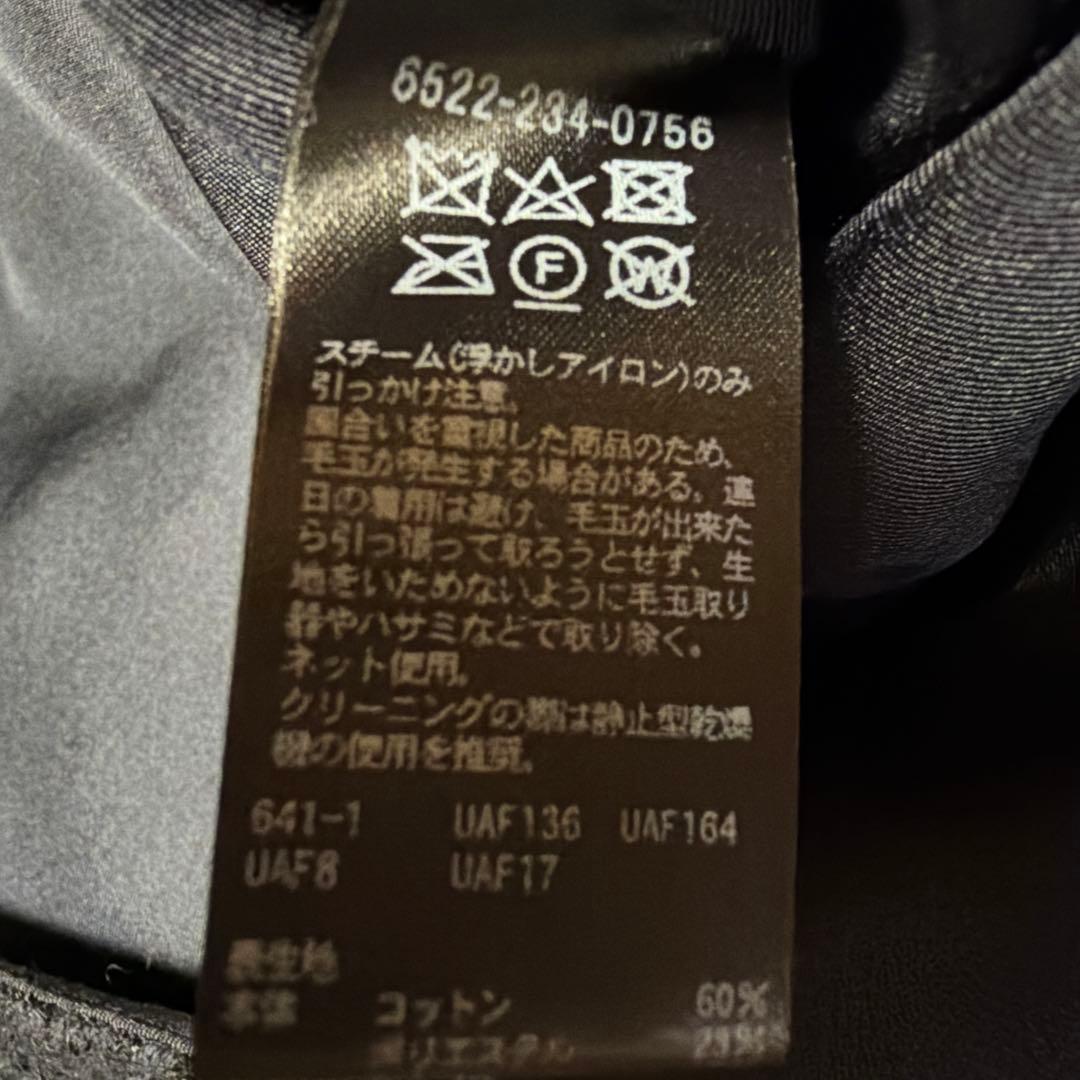 6522-234-0756
F W
スチーム(浮かしアイロン)のみ
引っかけ注意。
風合いを重視した商品のため、
毛玉が発生する場合がある。連
日の着用は避け、毛玉が出来た
ら引っ張って取ろうとせず、生
地をいためないように毛玉取り
器やハサミなどで取り除く。
ネット使用。
クリーニングの際は静止型乾燥
機の使用を推奨。
641-1 UAF136 UAF164
UAF8 UAF17
表生地
本体 コットン 60%
ポリエステル